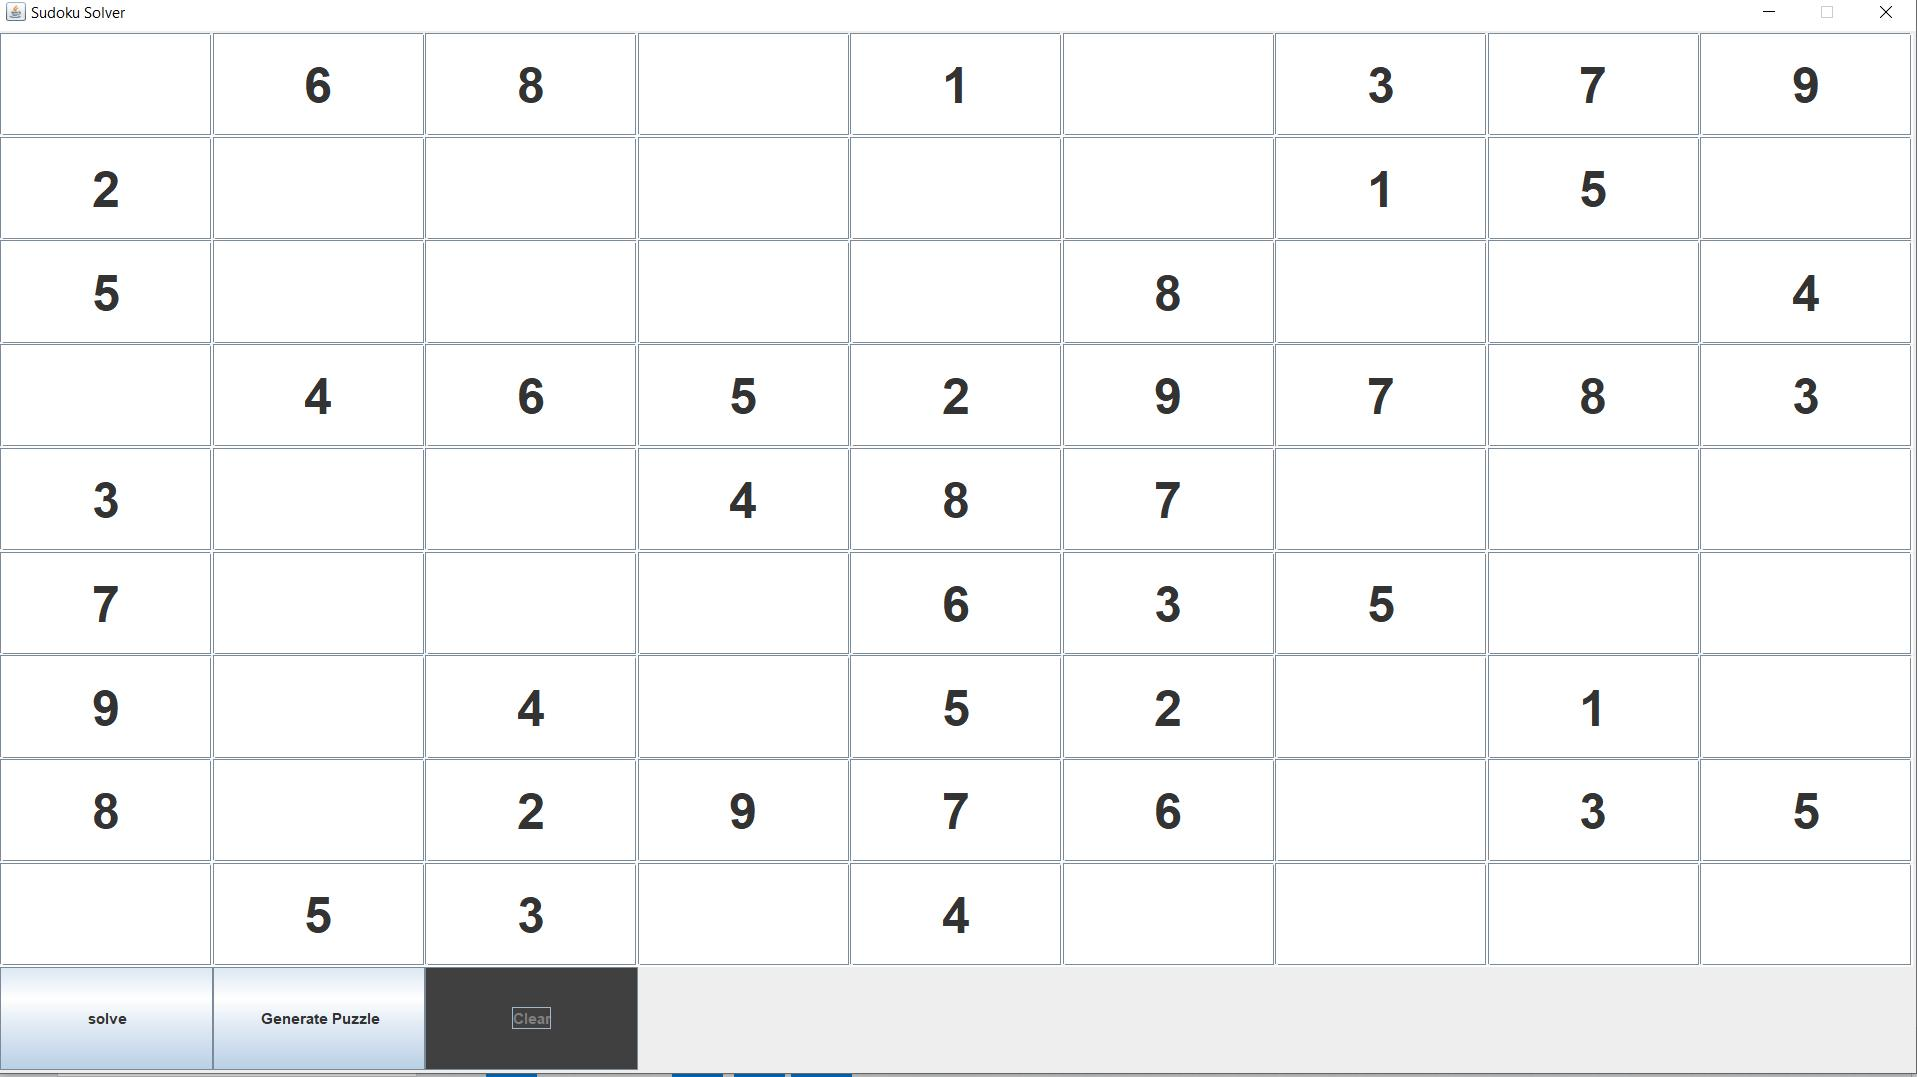 Sudoku Solver
6 8 1 3 7 9
2 1 5
5 8 4
4 6 5 2 9 7 8 3
3 4 8 7
7 6 3 5
9 4 5 2 1
8 2 9 7 6 3 5
5 3 4
solve Generate Puzzle Clear